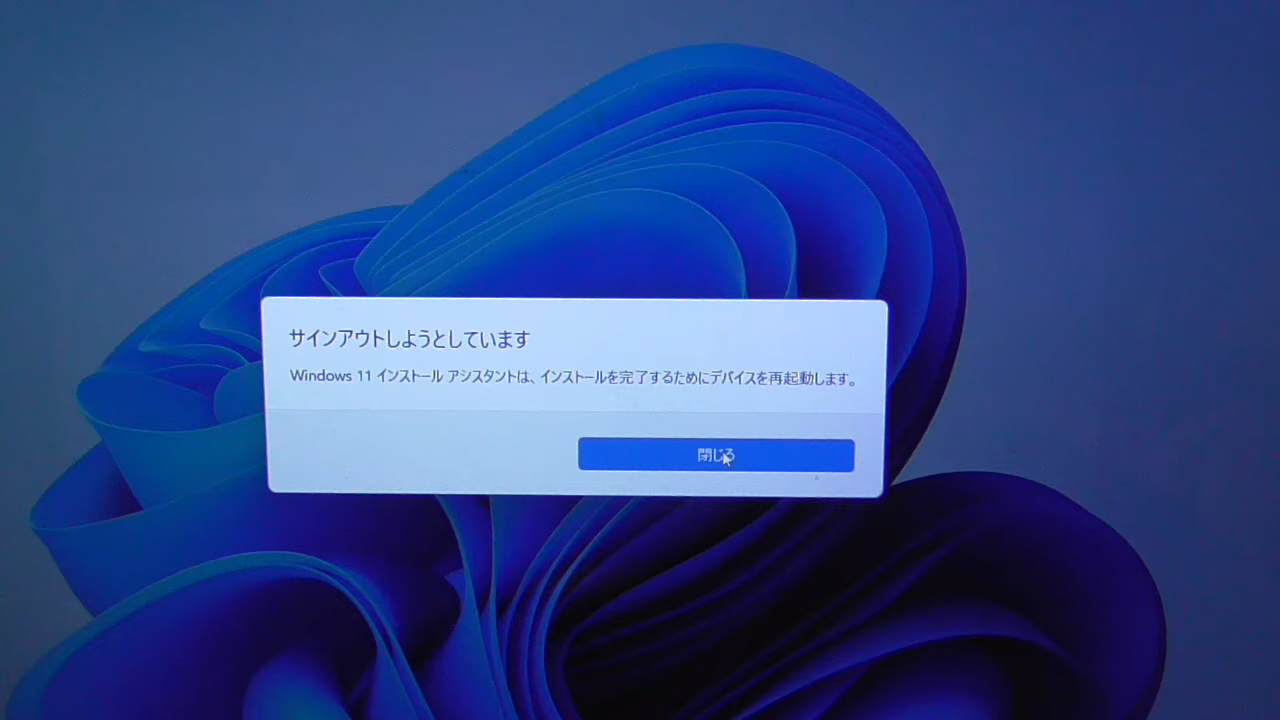 サインアウトしようとしています
Windows 11 インストール アシスタントは、インストールを完了するためにデバイスを再起動します。
閉じる